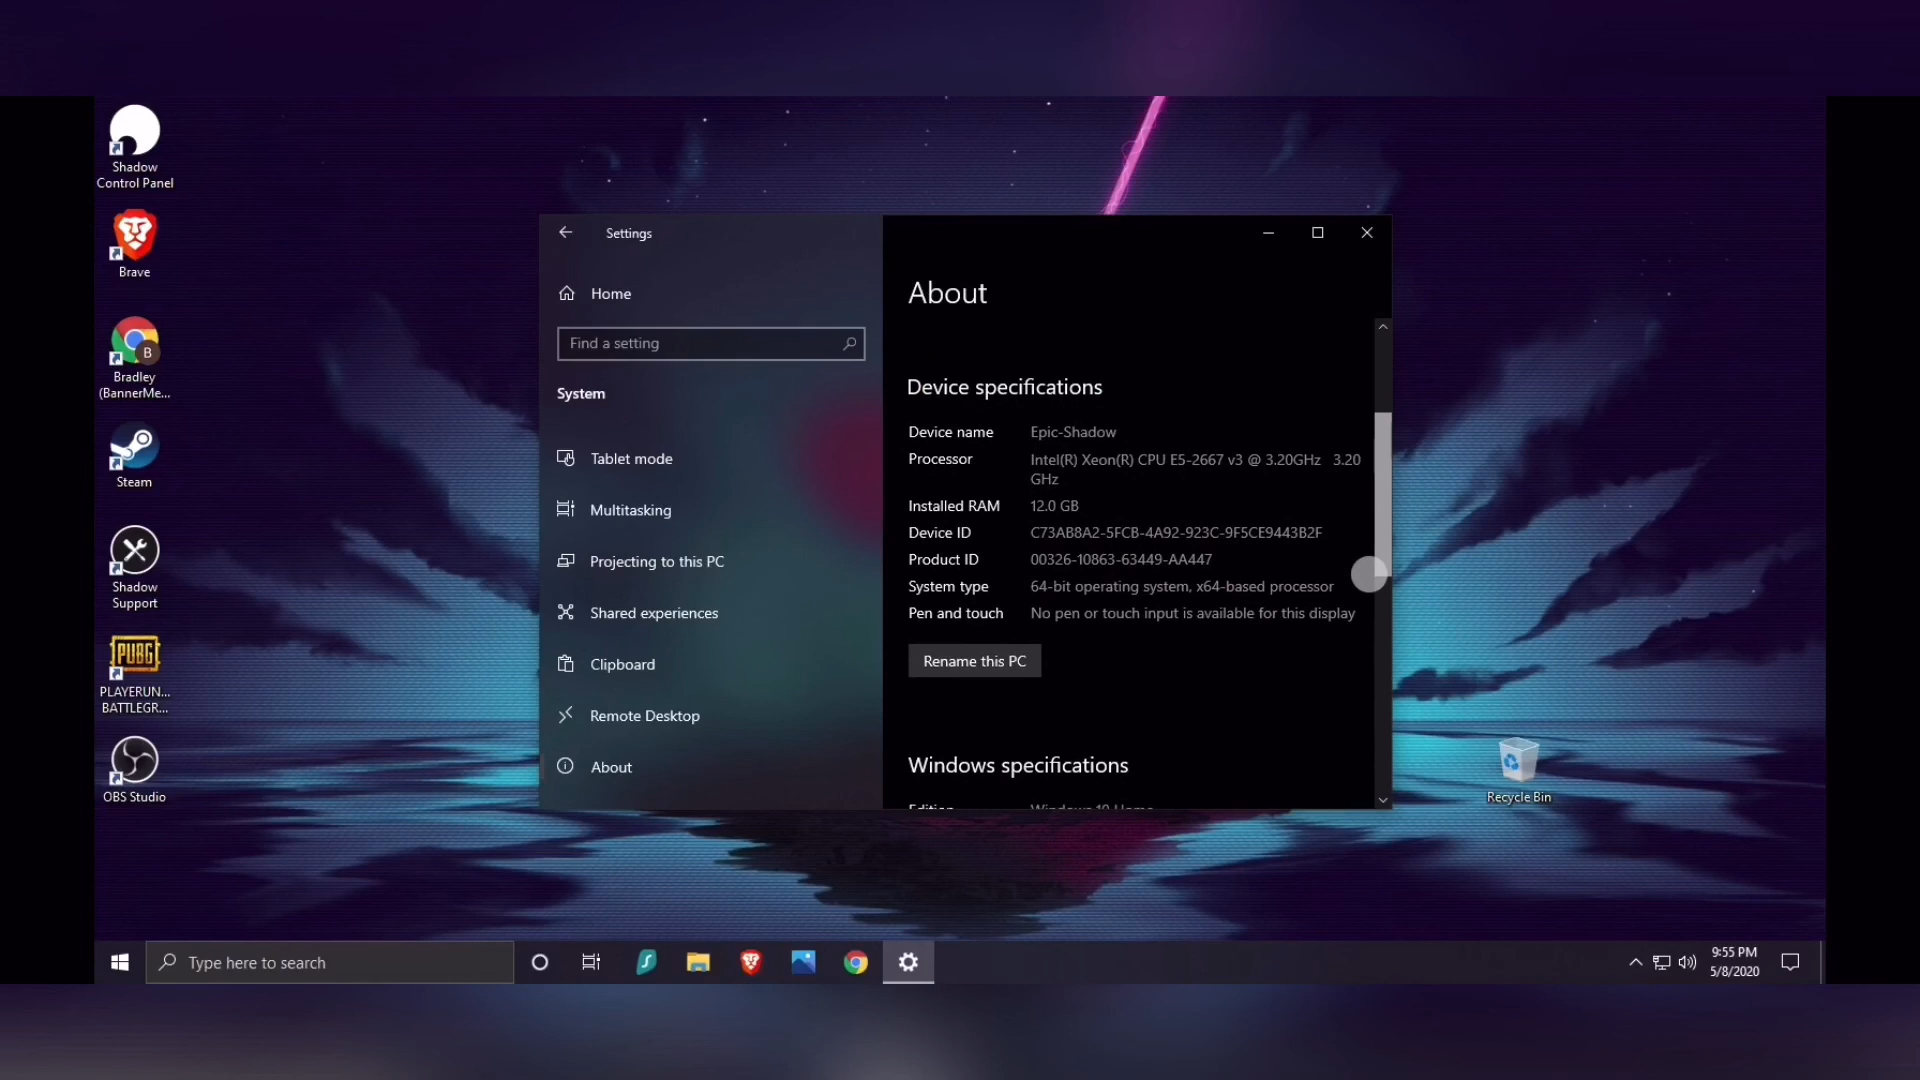 Shadow
Control Panel
Brave
B
Bradley
(BannerMe...
Steam
Shadow
Support
PUBG
PLAYERUN...
BATTLEGR...
OBS Studio
Settings
Home
Find a setting
System
Tablet mode
Multitasking
Projecting to this PC
Shared experiences
Clipboard
Remote Desktop
About
About
Device specifications
Device name Epic-Shadow
Processor Intel(R) Xeon(R) CPU E5-2667 v3 @ 3.20GHz 3.20
GHz
Installed RAM 12.0 GB
Device ID C73AB8A2-5FCB-4A92-923C-9F5CE9443B2F
Product ID 00326-10863-63449-AA447
System type 64-bit operating system, x64-based processor
Pen and touch No pen or touch input is available for this display
Rename this PC
Windows specifications
Edition Windows 10 Home
Recycle Bin
Type here to search
9:55 PM
5/8/2020